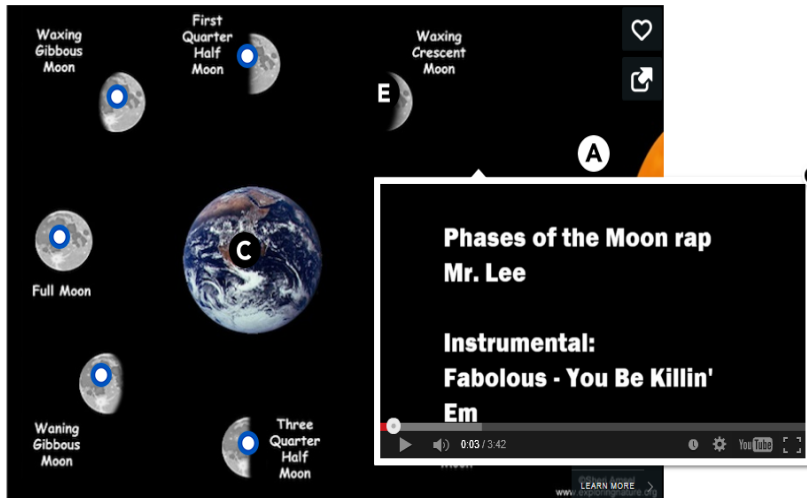 Waxing
Gibbous
Moon
First
Quarter
Half
Moon
Waxing
Crescent
Moon
E
A
C
Full Moon
Waning
Gibbous
Moon
Three
Quarter
Half
Moon
Phases of the Moon rap
Mr. Lee
Instrumental:
Fabolous - You Be Killin'
Em
0:03 / 3:42
YouTube
Moon
LEARN MORE
www.exploringnature.org